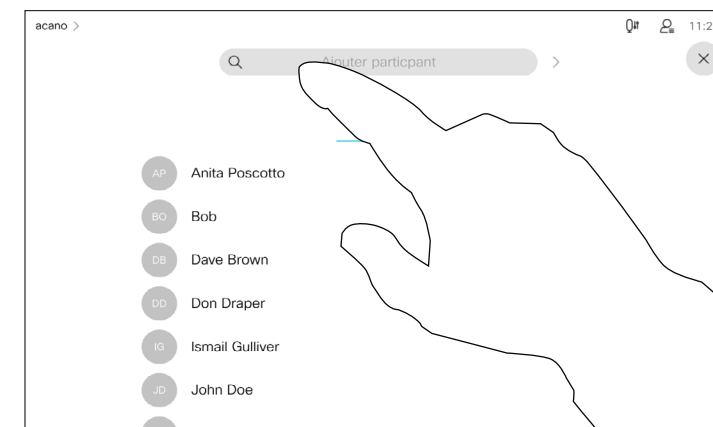 acano >
11:2
Ajouter particpant
AP Anita Poscotto
BO Bob
DB Dave Brown
DD Don Draper
IG Ismail Gulliver
JD John Doe